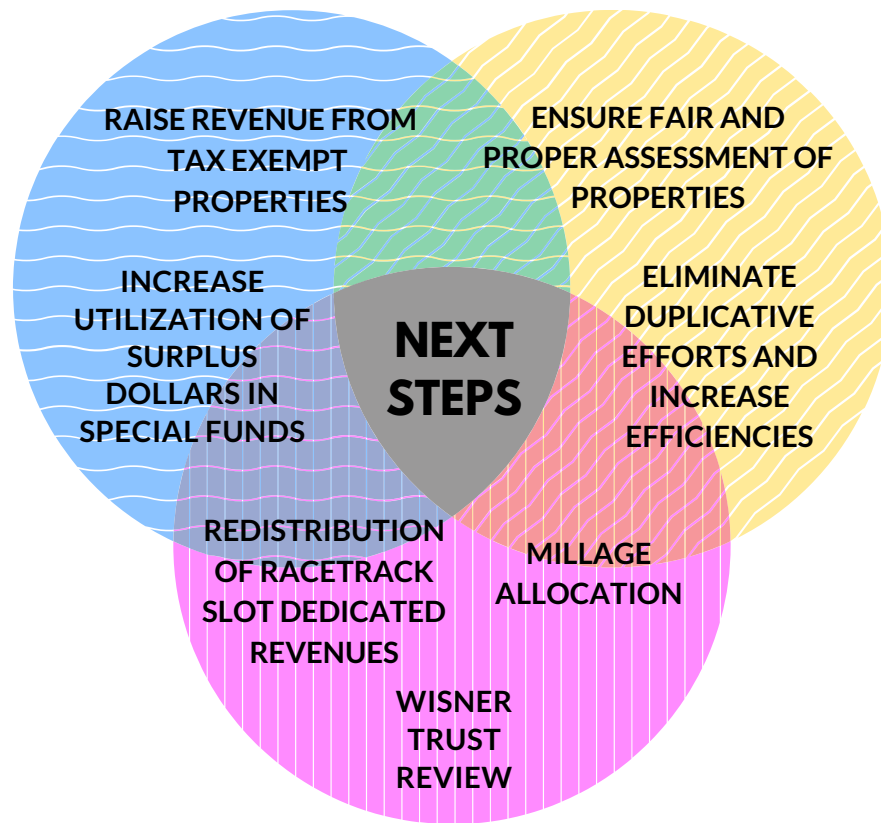 RAISE REVENUE FROM
TAX EXEMPT
PROPERTIES
ENSURE FAIR AND
PROPER ASSESSMENT OF
PROPERTIES
INCREASE
UTILIZATION OF
SURPLUS
DOLLARS IN
SPECIAL FUNDS
NEXT
STEPS
ELIMINATE
DUPLICATIVE
EFFORTS AND
INCREASE
EFFICIENCIES
REDISTRIBUTION
OF RACETRACK
SLOT DEDICATED
REVENUES
MILLAGE
ALLOCATION
WISNER
TRUST
REVIEW